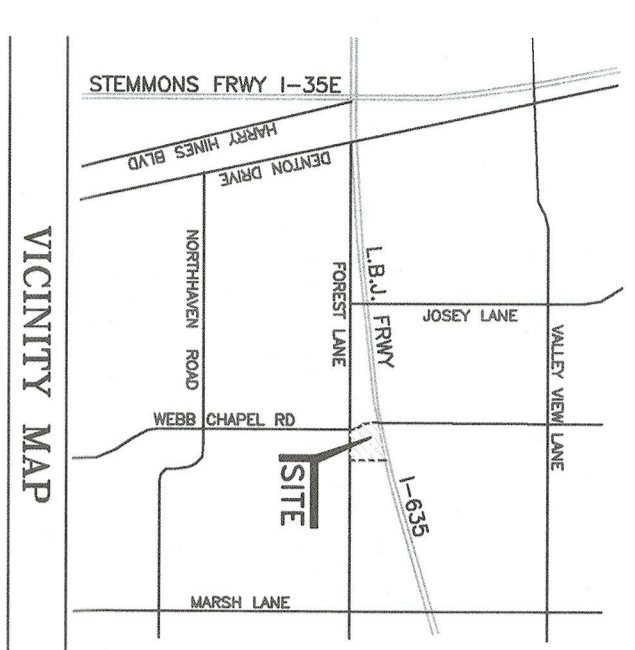 STEMMONS FRWY I-35E
HARRY HINES BLVD
DENTON DRIVE
NORTHHAVEN ROAD
FOREST LANE
L.B.J. FRWY
JOSEY LANE
VALLEY VIEW LANE
WEBB CHAPEL RD
SITE
I-635
MARSH LANE
VICINITY MAP